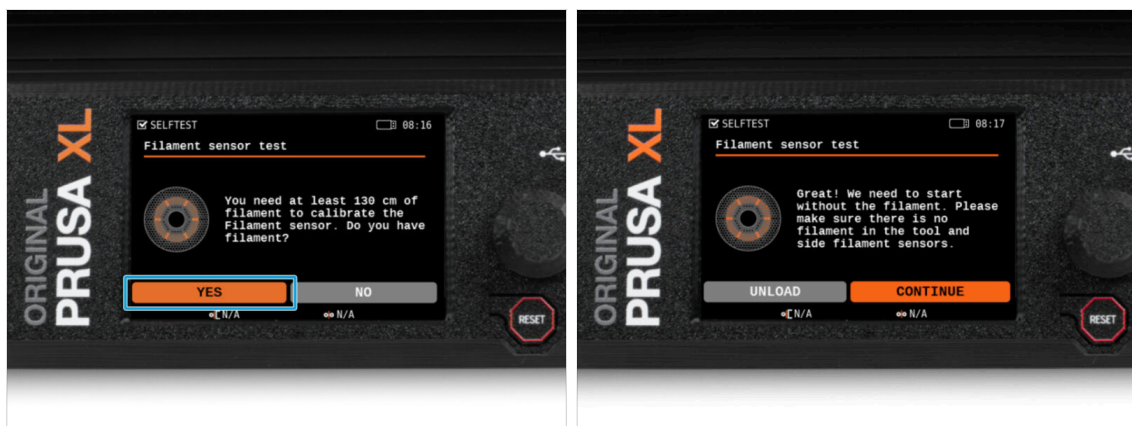 ORIGINAL
PRUSA XL
SELFTEST
08:16
Filament sensor test
You need at least 130 cm of
filament to calibrate the
Filament sensor. Do you have
filament?
YES
NO
N/A
N/A
RESET
ORIGINAL
PRUSA XL
SELFTEST
08:17
Filament sensor test
Great! We need to start
without the filament. Please
make sure there is no
filament in the tool and
side filament sensors.
UNLOAD
CONTINUE
N/A
N/A
RESET